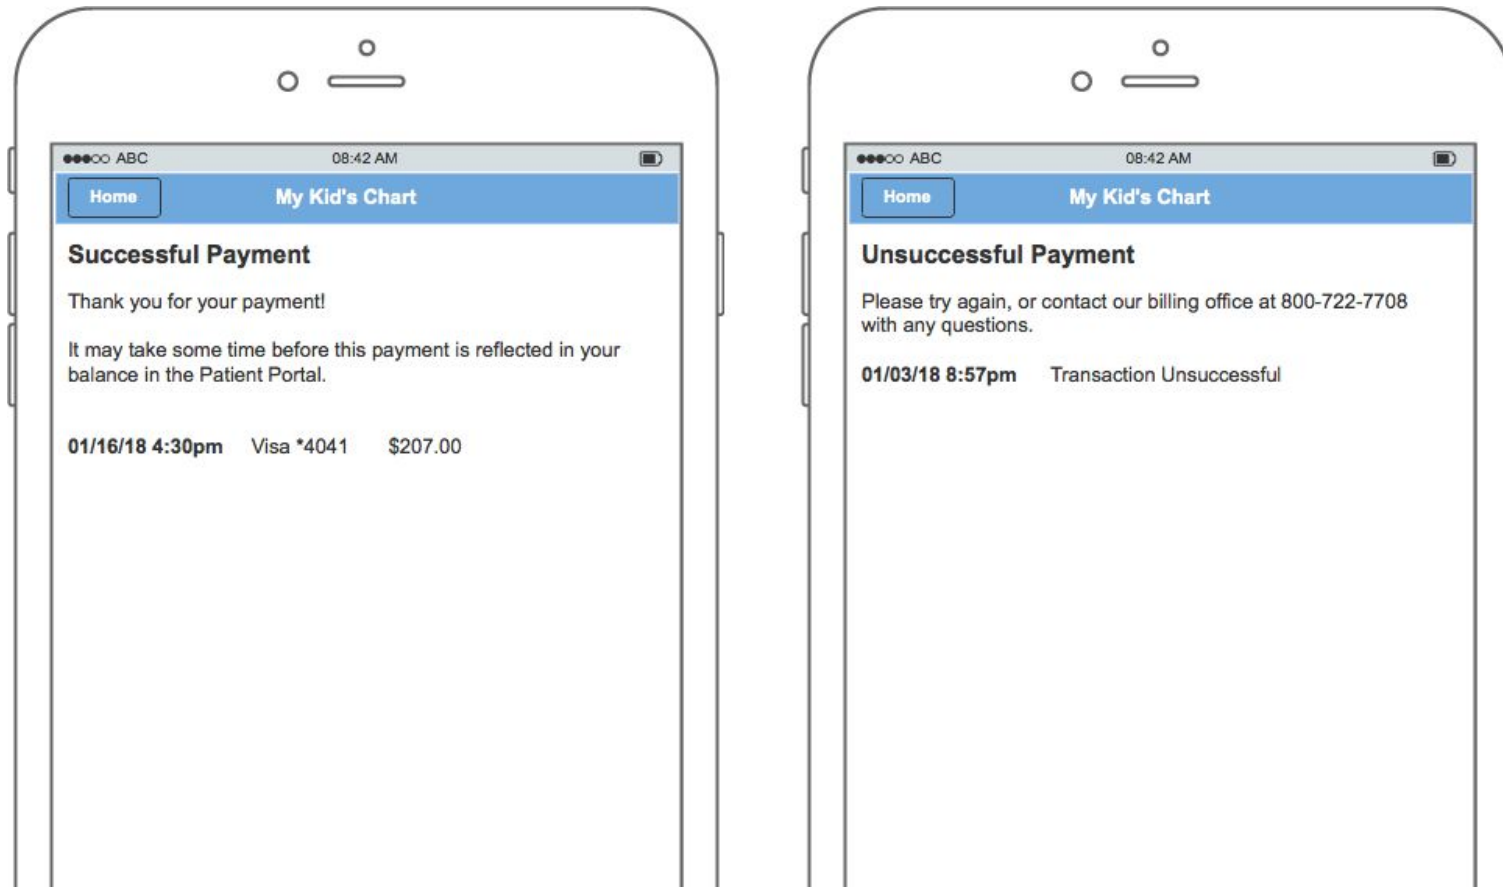 ABC 08:42 AM
Home My Kid's Chart
Successful Payment
Thank you for your payment!
It may take some time before this payment is reflected in your
balance in the Patient Portal.
01/16/18 4:30pm Visa *4041 $207.00
ABC 08:42 AM
Home My Kid's Chart
Unsuccessful Payment
Please try again, or contact our billing office at 800-722-7708
with any questions.
01/03/18 8:57pm Transaction Unsuccessful